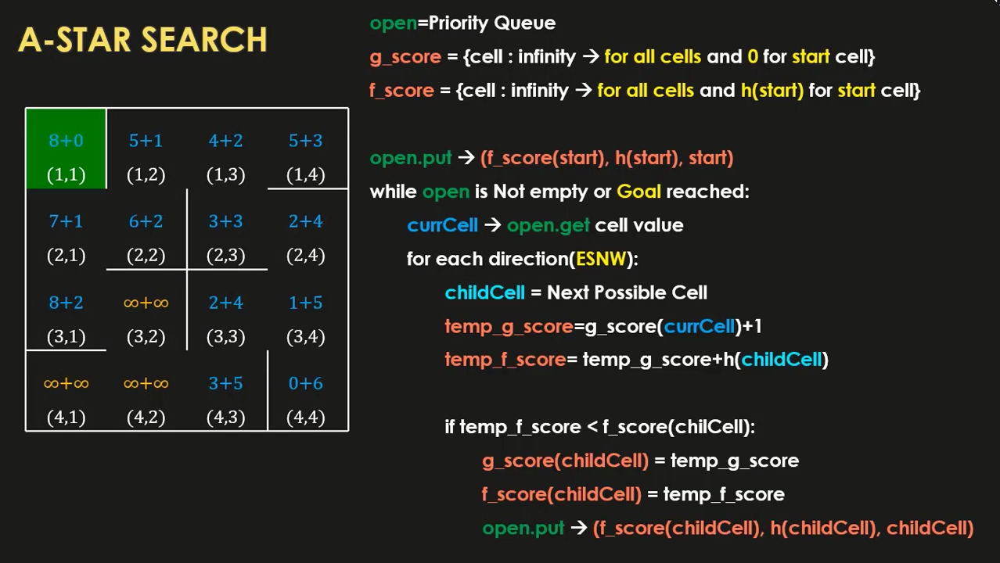 A-STAR SEARCH
8+0 5+1 4+2 5+3
(1,1) (1,2) (1,3) (1,4)
7+1 6+2 3+3 2+4
(2,1) (2,2) (2,3) (2,4)
8+2 ∞+∞ 2+4 1+5
(3,1) (3,2) (3,3) (3,4)
∞+∞ ∞+∞ 3+5 0+6
(4,1) (4,2) (4,3) (4,4)
open=Priority Queue
g_score = {cell : infinity → for all cells and 0 for start cell}
f_score = {cell : infinity → for all cells and h(start) for start cell}
open.put → (f_score(start), h(start), start)
while open is Not empty or Goal reached:
currCell → open.get cell value
for each direction(ESNW):
childCell = Next Possible Cell
temp_g_score=g_score(currCell)+1
temp_f_score= temp_g_score+h(childCell)
if temp_f_score < f_score(chilCell):
g_score(childCell) = temp_g_score
f_score(childCell) = temp_f_score
open.put → (f_score(childCell), h(childCell), childCell)